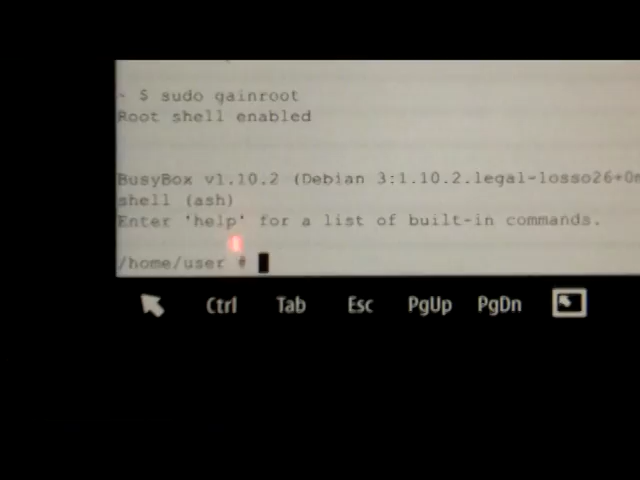 ~ $ sudo gainroot
Root shell enabled
BusyBox v1.10.2 (Debian 3:1.10.2.legal-1osso26+0m
shell (ash)
Enter 'help' for a list of built-in commands.
/home/user #
Ctrl Tab Esc PgUp PgDn